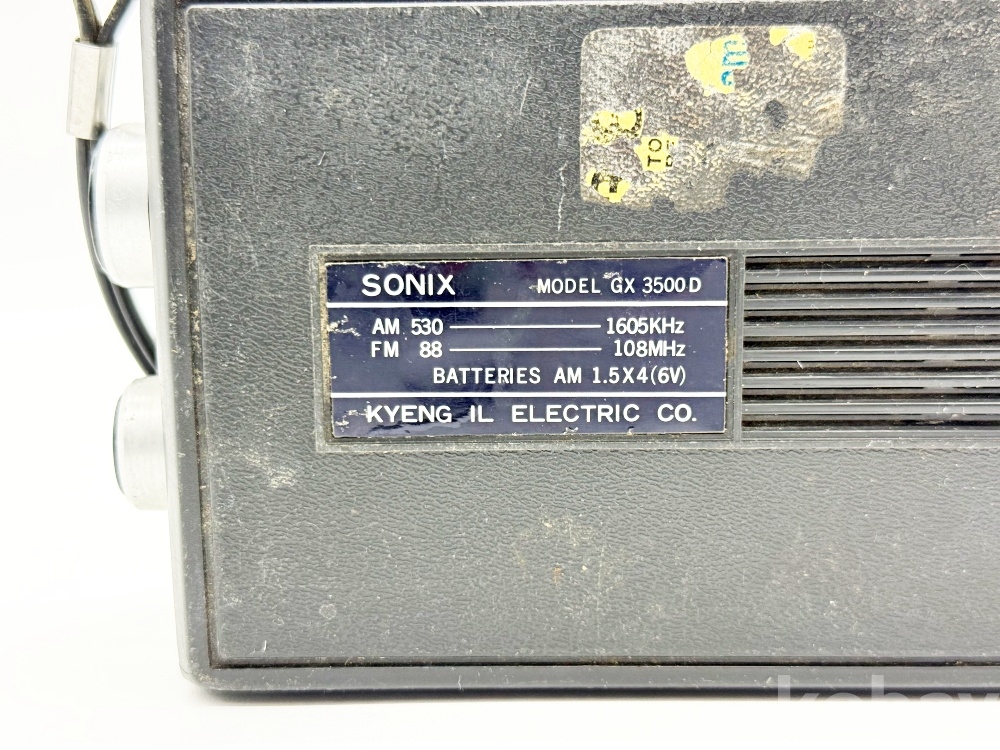 TO
SONIX MODEL GX 3500D
AM 530 1605KHz
FM 88 108MHz
BATTERIES AM 1.5X4(6V)
KYENG IL ELECTRIC CO.